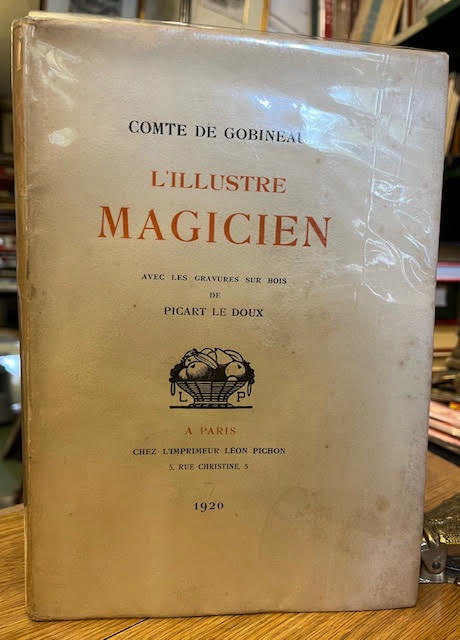 COMTE DE GOBINEAU
L'ILLUSTRE
MAGICIEN
AVEC LES GRAVURES SUR BOIS
DE
PICART LE DOUX
L P
A PARIS
CHEZ L'IMPRIMEUR LÉON PICHON
5, RUE CHRISTINE, 5
1920